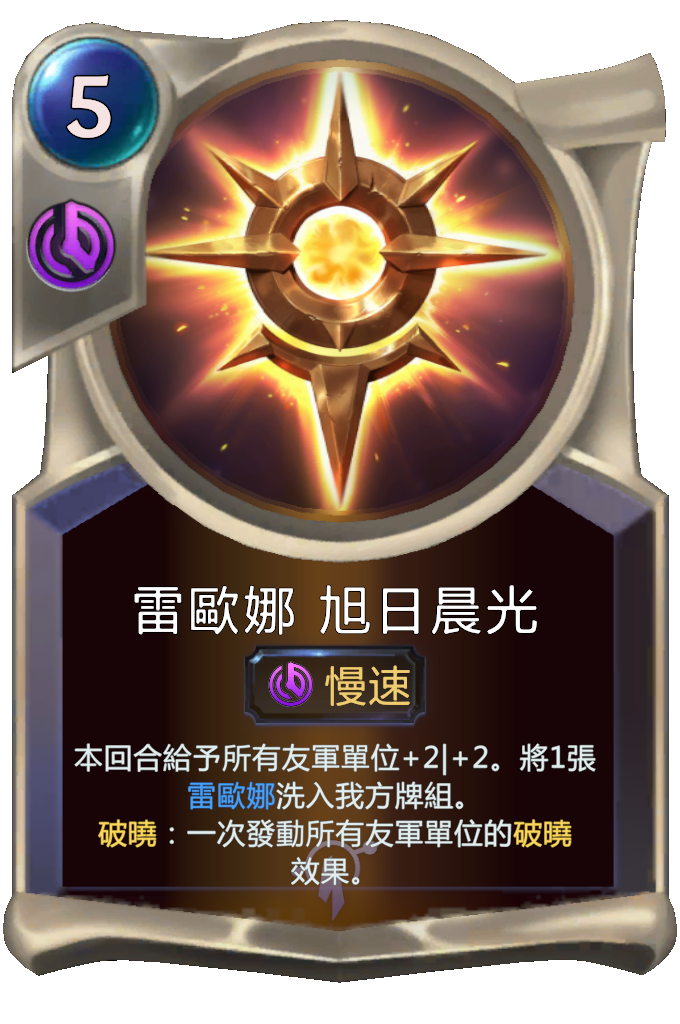 5
雷歐娜 旭日晨光
慢速
本回合給予所有友軍單位+2|+2。將1張
雷歐娜洗入我方牌組。
破曉：一次發動所有友軍單位的破曉
效果。